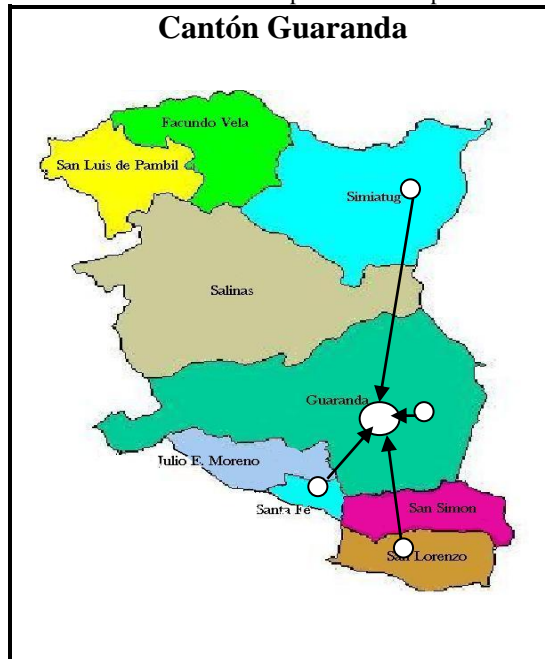 Cantón Guaranda
Facundo Vela
San Luis de Pambil
Simiatug
Salinas
Guaranda
Julio E. Moreno
Santa Fe
San Simon
San Lorenzo